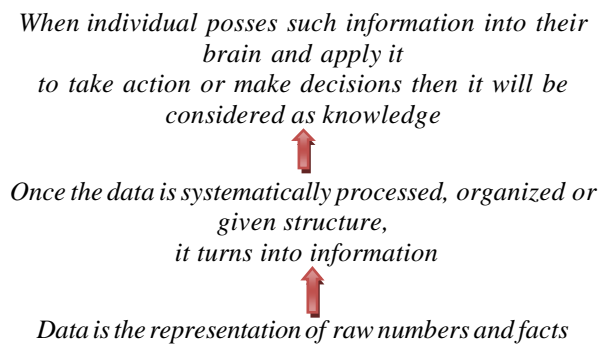 When individual posses such information into their
brain and apply it
to take action or make decisions then it will be
considered as knowledge
Once the data is systematically processed, organized or
given structure,
it turns into information
Data is the representation of raw numbers and facts